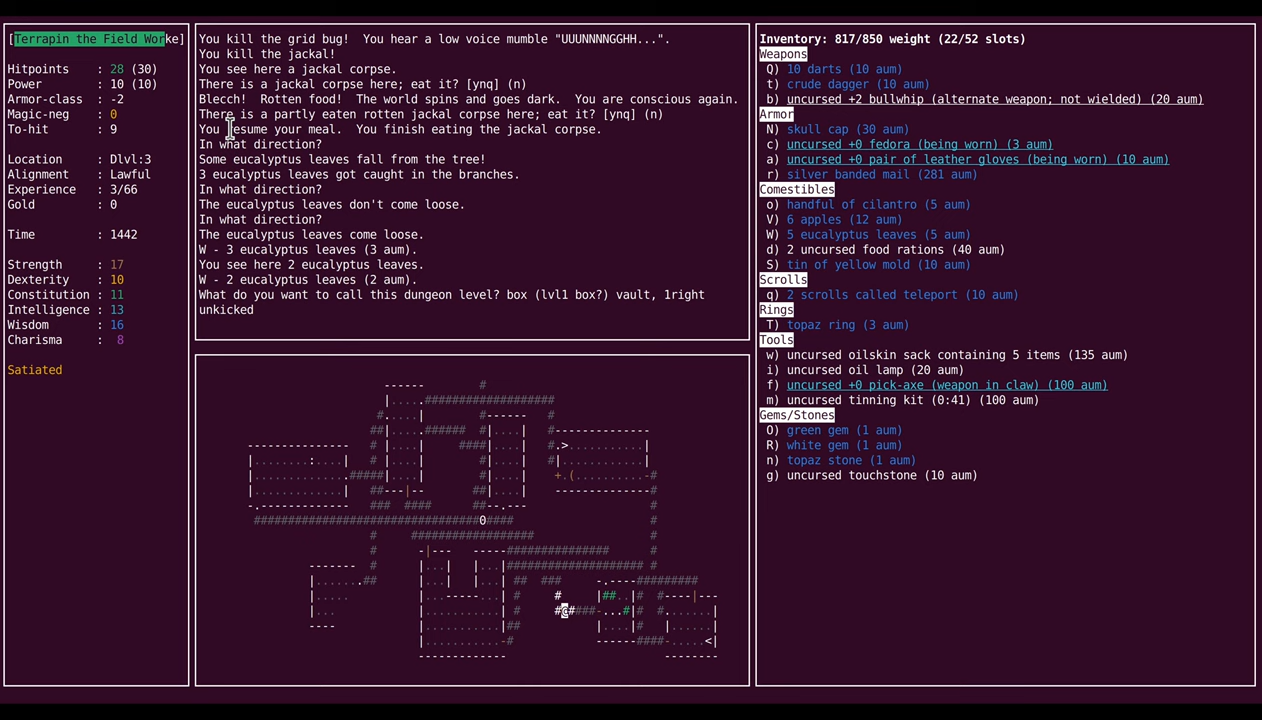 [Terrapin the Field Worke]
Hitpoints : 28 (30)
Power : 10 (10)
Armor-class : -2
Magic-neg : 0
To-hit : 9
Location : Dlvl:3
Alignment : Lawful
Experience : 3/66
Gold : 0
Time : 1442
Strength : 17
Dexterity : 10
Constitution : 11
Intelligence : 13
Wisdom : 16
Charisma : 8
Satiated
You kill the grid bug!  You hear a low voice mumble "UUUNNNNGGHH...".
You kill the jackal!
You see here a jackal corpse.
There is a jackal corpse here; eat it? [ynq] (n)
Blecch!  Rotten food!  The world spins and goes dark.  You are conscious again.
There is a partly eaten rotten jackal corpse here; eat it? [ynq] (n)
You resume your meal.  You finish eating the jackal corpse.
In what direction?
Some eucalyptus leaves fall from the tree!
3 eucalyptus leaves got caught in the branches.
In what direction?
The eucalyptus leaves don't come loose.
In what direction?
The eucalyptus leaves come loose.
W - 3 eucalyptus leaves (3 aum).
You see here 2 eucalyptus leaves.
W - 2 eucalyptus leaves (2 aum).
What do you want to call this dungeon level? box (lvl1 box?) vault, 1right
unkicked
Inventory: 817/850 weight (22/52 slots)
Weapons
Q) 10 darts (10 aum)
t) crude dagger (10 aum)
b) uncursed +2 bullwhip (alternate weapon; not wielded) (20 aum)
Armor
N) skull cap (30 aum)
c) uncursed +0 fedora (being worn) (3 aum)
a) uncursed +0 pair of leather gloves (being worn) (10 aum)
r) silver banded mail (281 aum)
Comestibles
o) handful of cilantro (5 aum)
V) 6 apples (12 aum)
W) 5 eucalyptus leaves (5 aum)
d) 2 uncursed food rations (40 aum)
S) tin of yellow mold (10 aum)
Scrolls
q) 2 scrolls called teleport (10 aum)
Rings
T) topaz ring (3 aum)
Tools
w) uncursed oilskin sack containing 5 items (135 aum)
i) uncursed oil lamp (20 aum)
f) uncursed +0 pick-axe (weapon in claw) (100 aum)
m) uncursed tinning kit (0:41) (100 aum)
Gems/Stones
O) green gem (1 aum)
R) white gem (1 aum)
n) topaz stone (1 aum)
g) uncursed touchstone (10 aum)